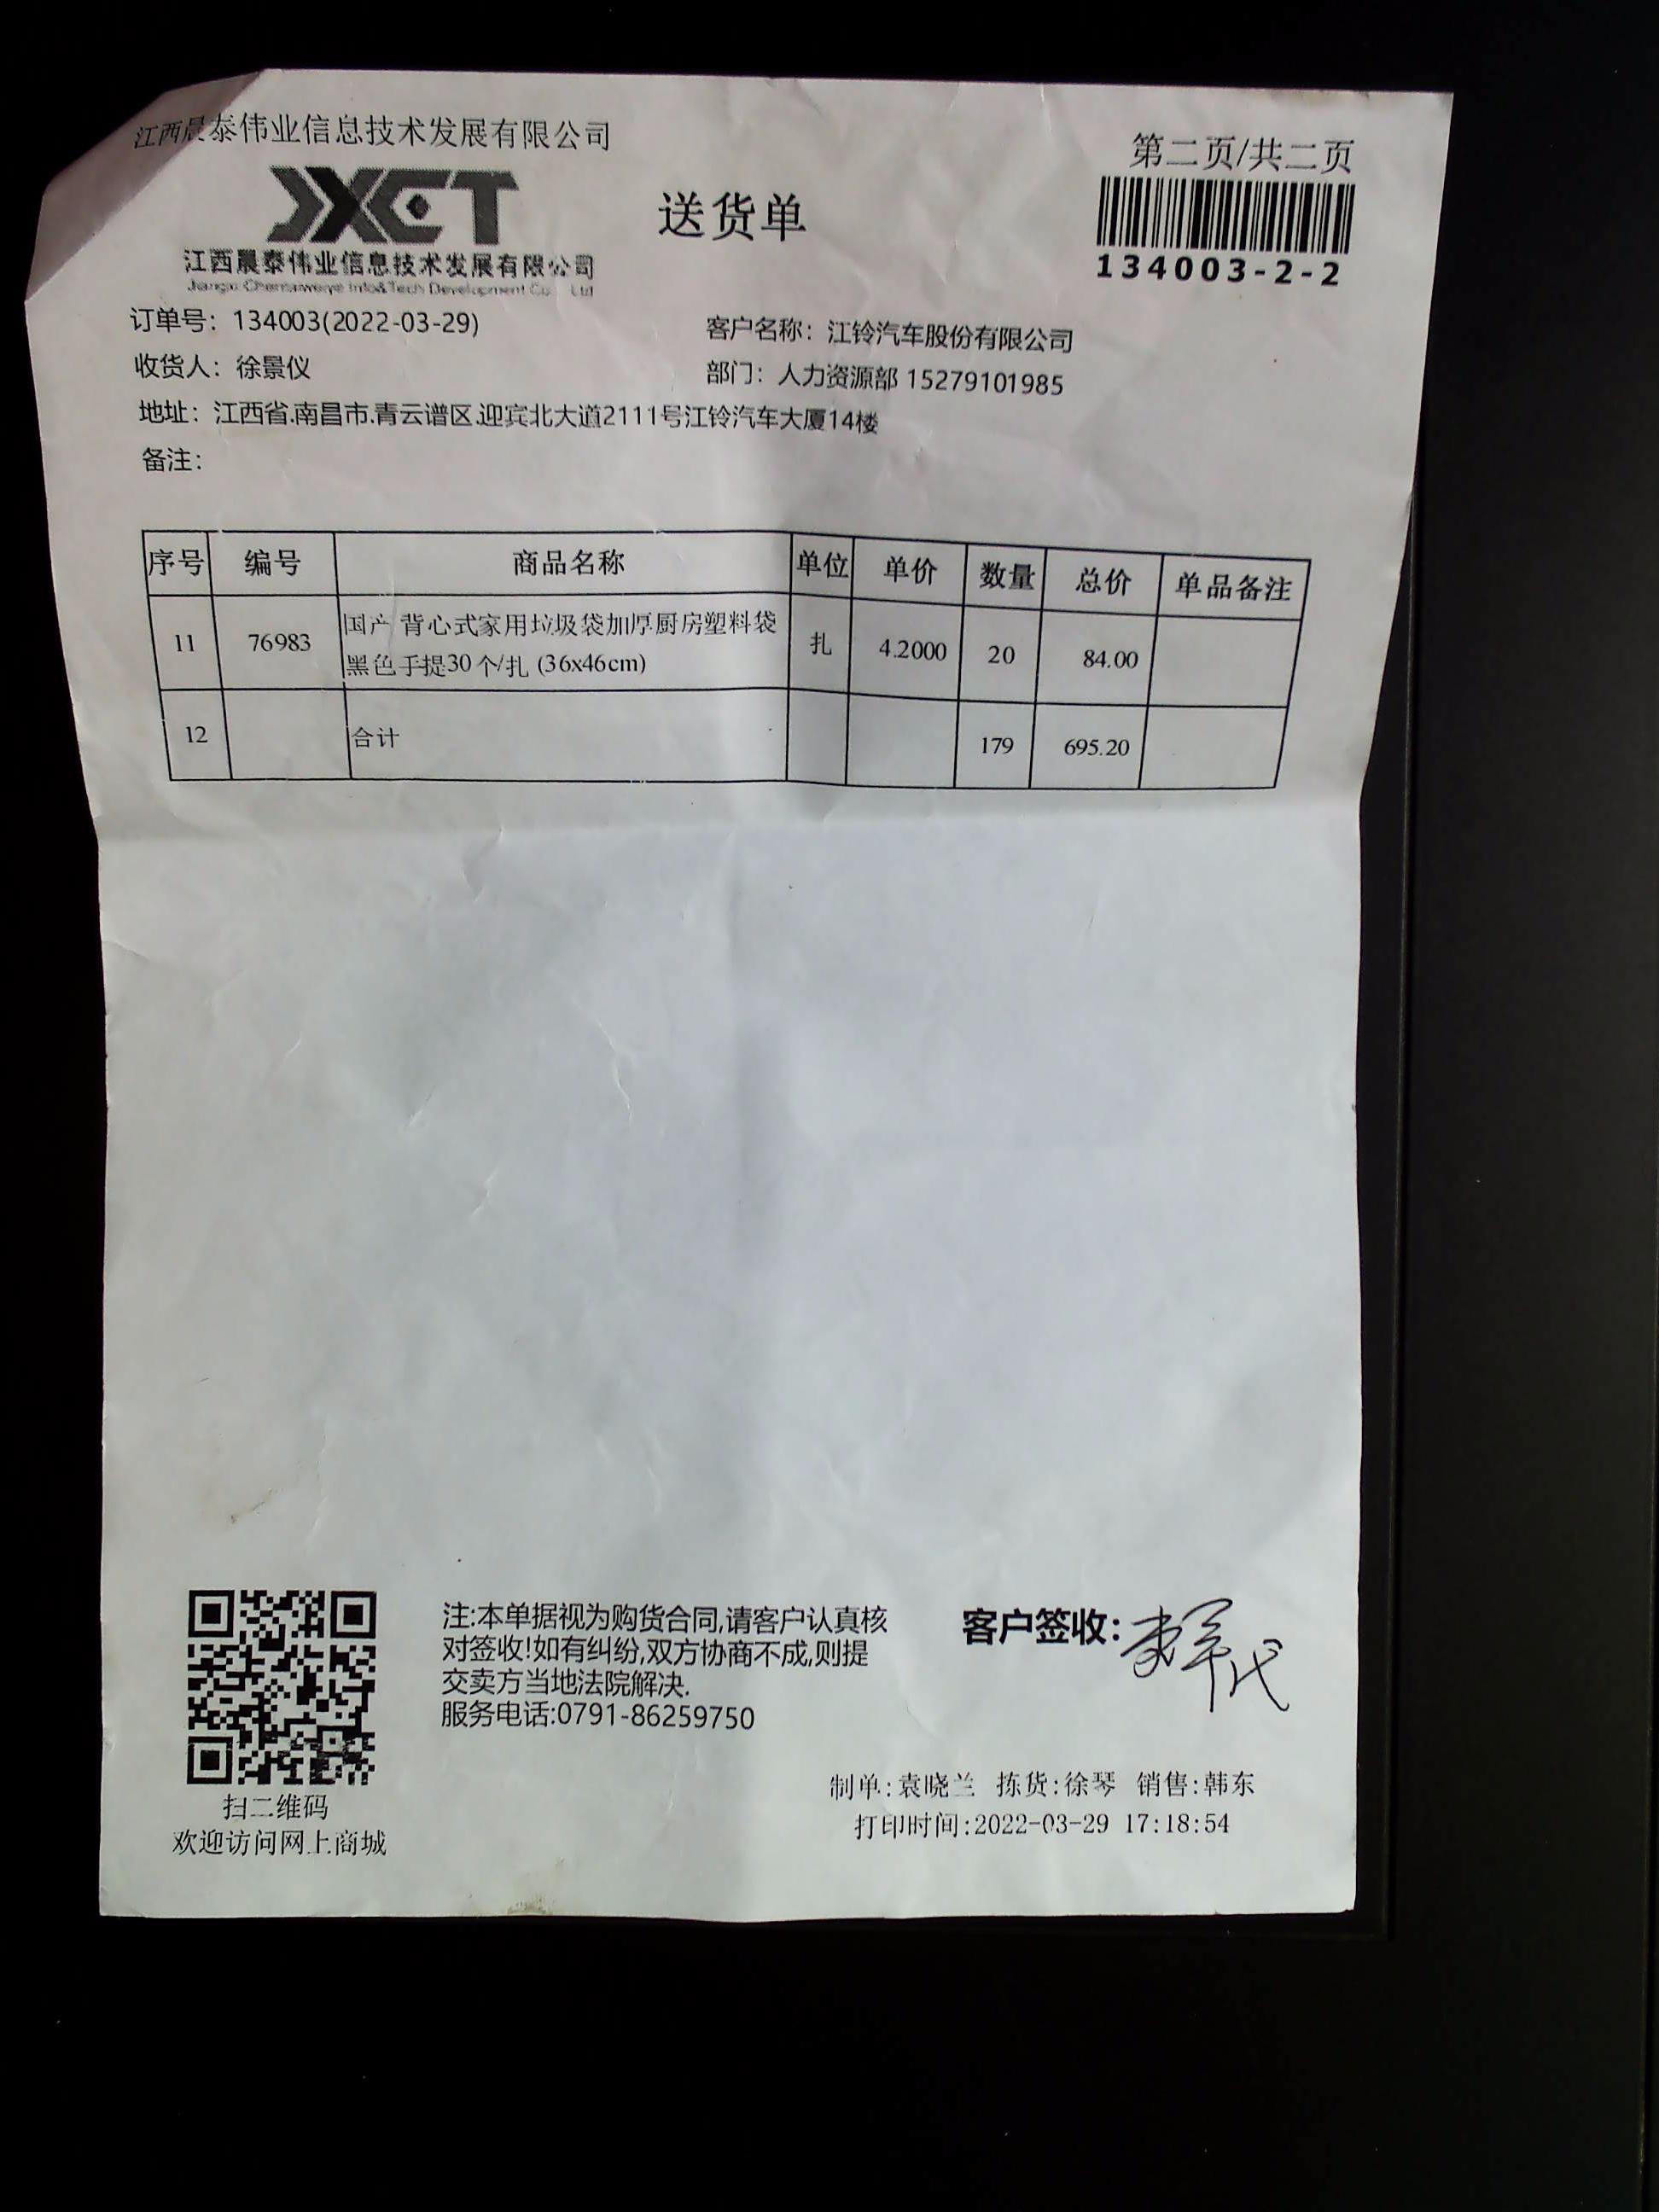 江西晨泰伟业信息技术发展有限公司
第二页/共二页
JXCT
送货单
江西晨泰伟业信息技术发展有限公司
134003-2-2
订单号：134003(2022-03-29)
客户名称：江铃汽车股份有限公司
收货人：徐景仪
部门：人力资源部 15279101985
地址：江西省.南昌市.青云谱区.迎宾北大道2111号江铃汽车大厦14楼
备注：
序号 编号 商品名称 单位 单价 数量 总价 单品备注
11 76983 国产 背心式家用垃圾袋加厚厨房塑料袋 扎 4.2000 20 84.00
黑色手提30个/扎 (36x46cm)
12 合计 179 695.20
注:本单据视为购货合同,请客户认真核
对签收!如有纠纷,双方协商不成,则提
交卖方当地法院解决.
服务电话:0791-86259750
客户签收:
扫二维码
欢迎访问网上商城
制单:袁晓兰 拣货:徐琴 销售:韩东
打印时间:2022-03-29 17:18:54